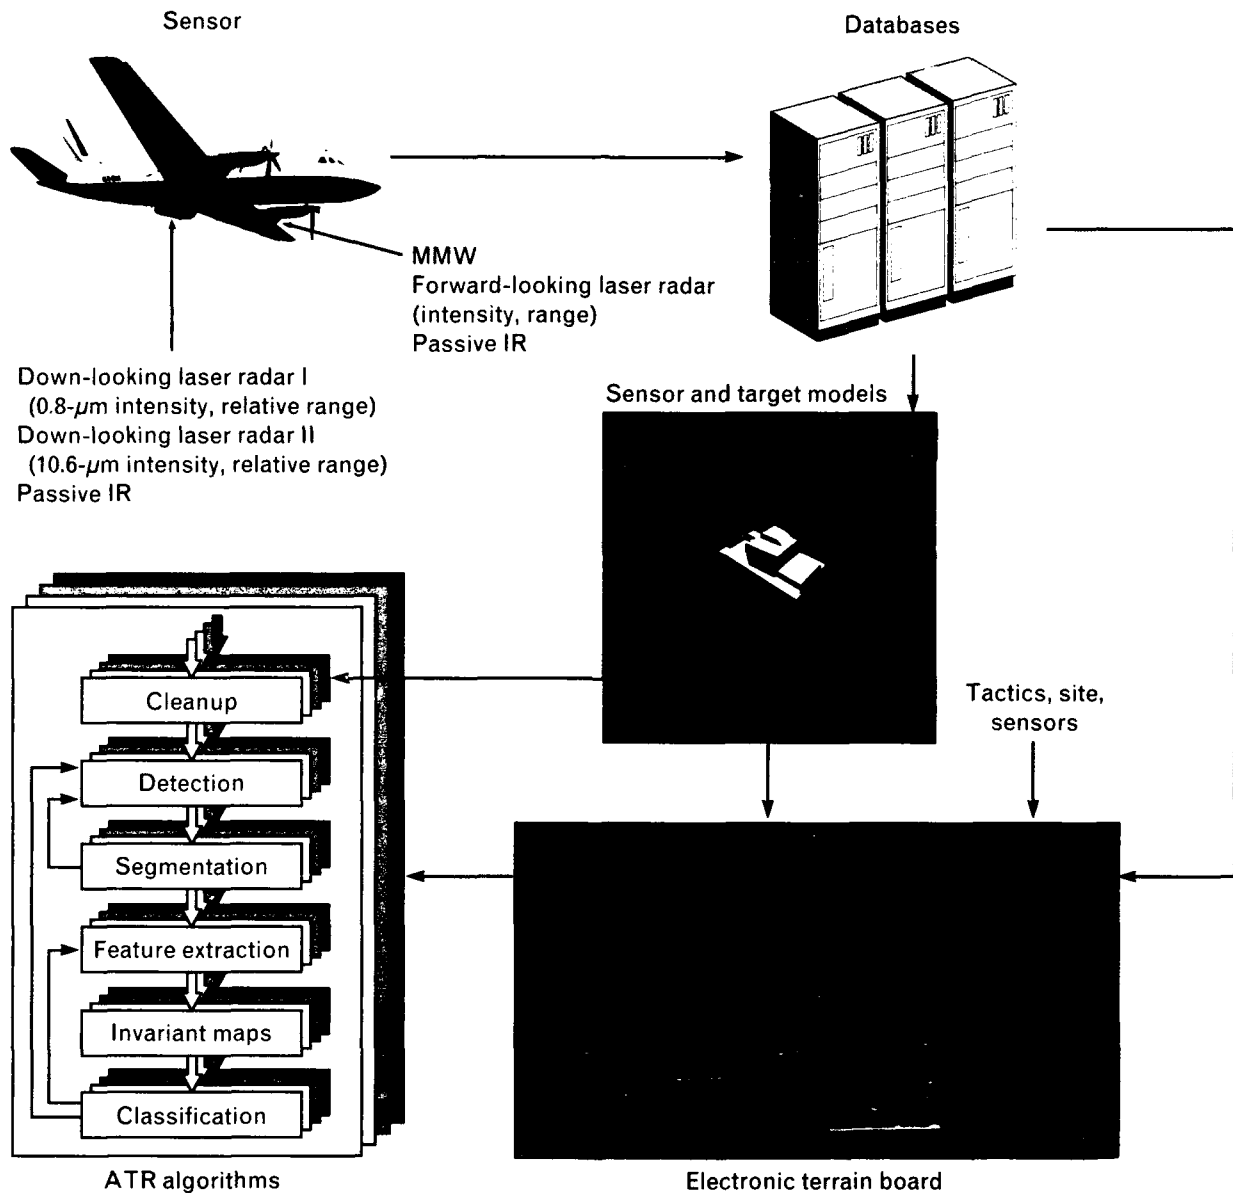 Sensor
Databases
MMW
Forward-looking laser radar
(intensity, range)
Passive IR
Down-looking laser radar I
(0.8-μm intensity, relative range)
Down-looking laser radar II
(10.6-μm intensity, relative range)
Passive IR
Sensor and target models
Tactics, site,
sensors
Cleanup
Detection
Segmentation
Feature extraction
Invariant maps
Classification
ATR algorithms
Electronic terrain board